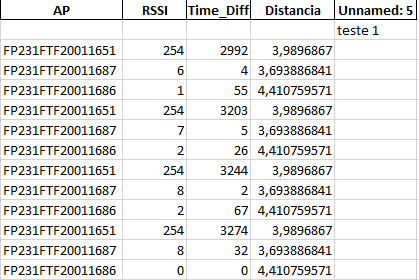 AP RSSI Time_Diff Distancia Unnamed: 5
teste 1
FP231FTF20011651 254 2992 3,9896867
FP231FTF20011687 6 4 3,693886841
FP231FTF20011686 1 55 4,410759571
FP231FTF20011651 254 3203 3,9896867
FP231FTF20011687 7 5 3,693886841
FP231FTF20011686 2 26 4,410759571
FP231FTF20011651 254 3244 3,9896867
FP231FTF20011687 8 2 3,693886841
FP231FTF20011686 2 67 4,410759571
FP231FTF20011651 254 3274 3,9896867
FP231FTF20011687 8 32 3,693886841
FP231FTF20011686 0 0 4,410759571